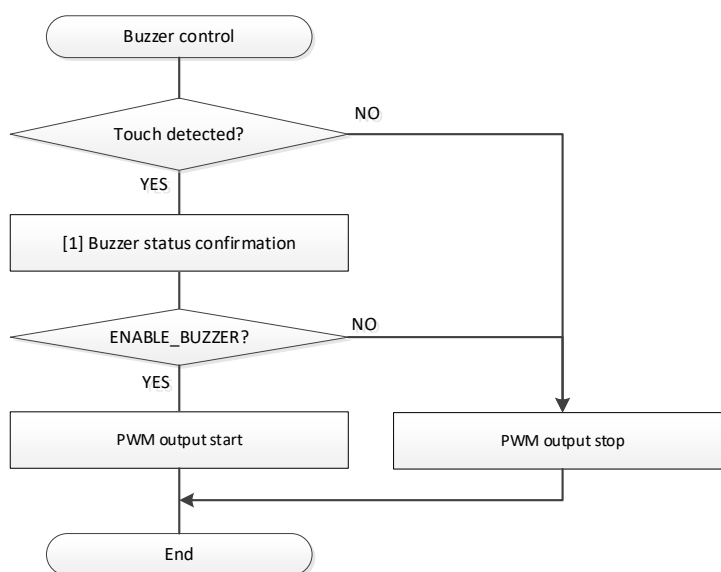 Buzzer control
NO
Touch detected?
YES
[1] Buzzer status confirmation
NO
ENABLE_BUZZER?
YES
PWM output start
PWM output stop
End